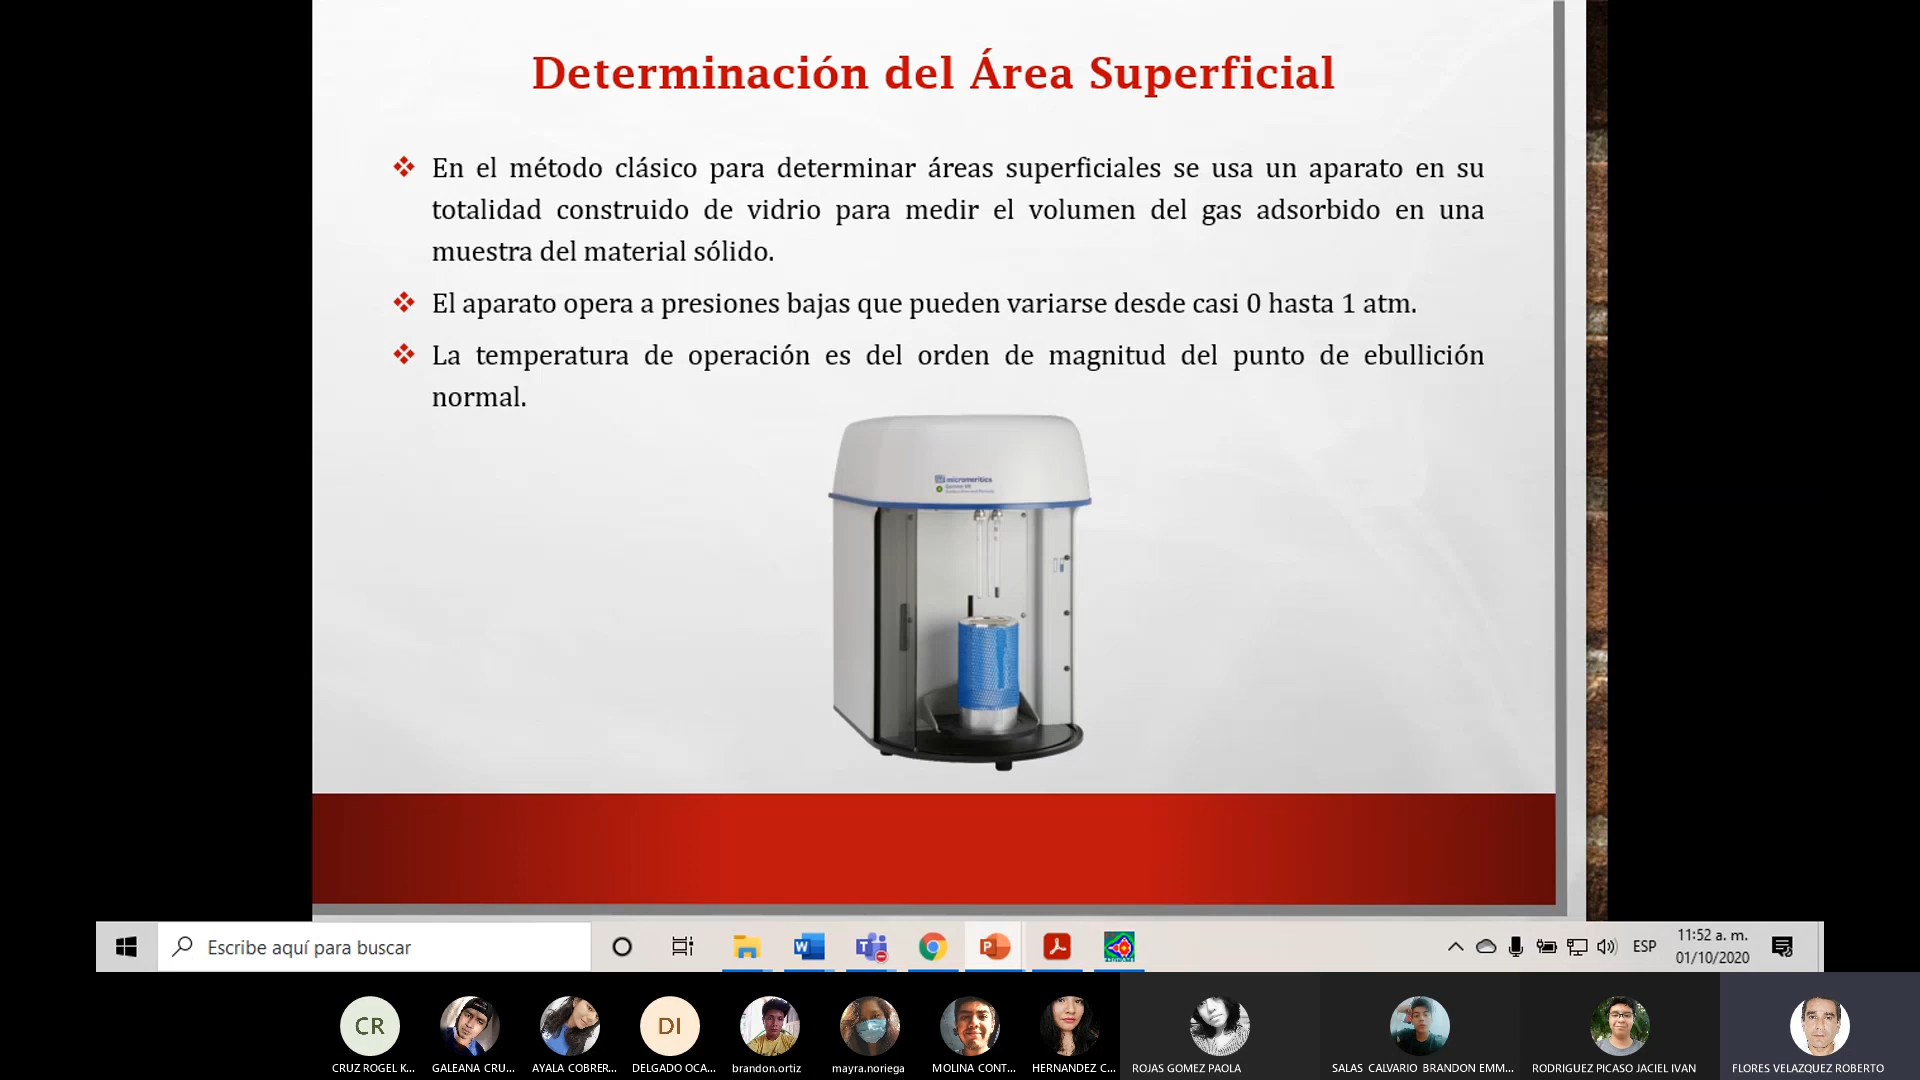 Determinación del Área Superficial
En el método clásico para determinar áreas superficiales se usa un aparato en su
totalidad construido de vidrio para medir el volumen del gas adsorbido en una
muestra del material sólido.
El aparato opera a presiones bajas que pueden variarse desde casi 0 hasta 1 atm.
La temperatura de operación es del orden de magnitud del punto de ebullición
normal.
micromeritics
Escribe aquí para buscar
ESP
11:52 a. m.
01/10/2020
CR
DI
CRUZ ROGEL K...
GALEANA CRU...
AYALA COBRER...
DELGADO OCA...
brandon.ortiz
mayra.noriega
MOLINA CONT...
HERNANDEZ C...
ROJAS GOMEZ PAOLA
SALAS CALVARIO BRANDON EMM...
RODRIGUEZ PICASO JACIEL IVAN
FLORES VELAZQUEZ ROBERTO